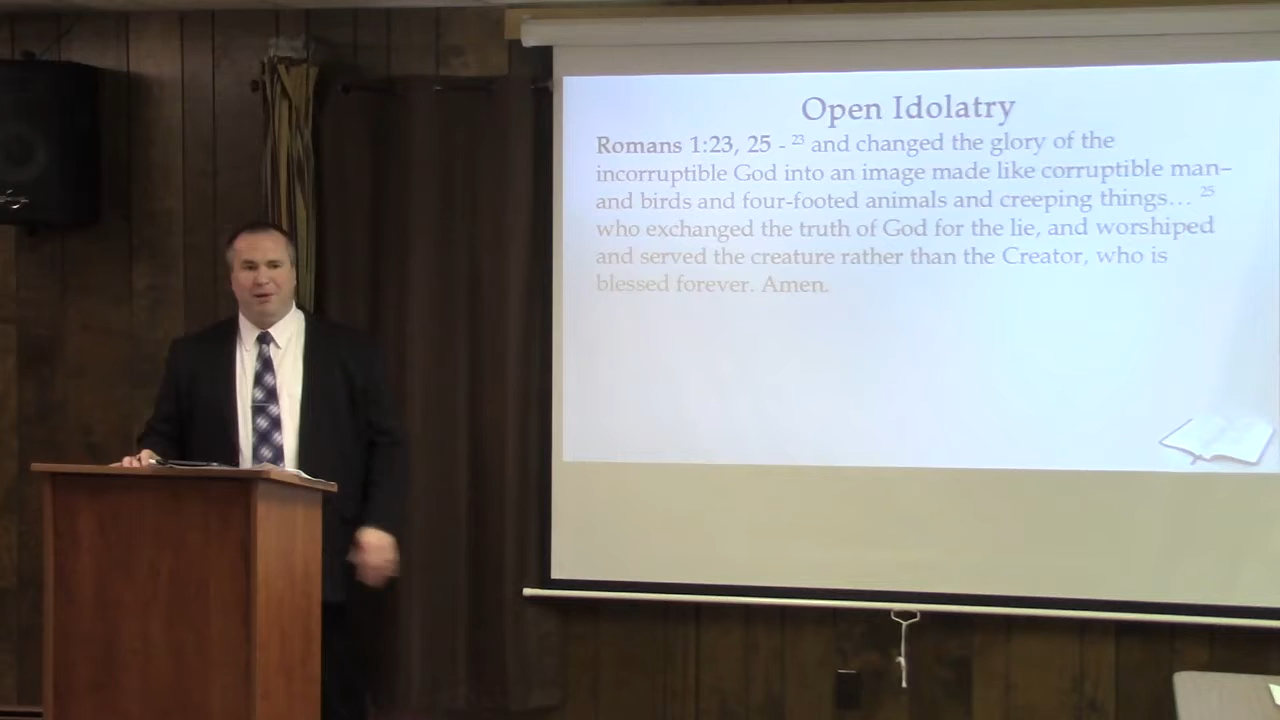 Open Idolatry
Romans 1:23, 25 - 23 and changed the glory of the
incorruptible God into an image made like corruptible man–
and birds and four-footed animals and creeping things… 25
who exchanged the truth of God for the lie, and worshiped
and served the creature rather than the Creator, who is
blessed forever. Amen.